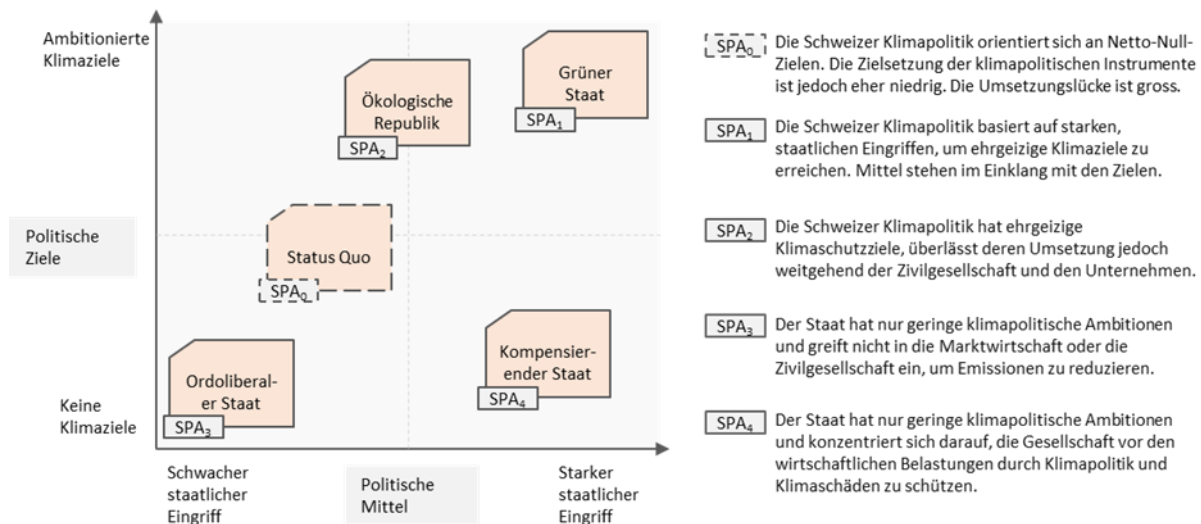 Ambitionierte
Klimaziele
Politische
Ziele
Keine
Klimaziele
Grüner
Staat
SPA₁
Ökologische
Republik
SPA₂
Status Quo
SPA₀
Ordoliberal-
er Staat
SPA₃
Kompensier-
ender Staat
SPA₄
Schwacher
staatlicher
Eingriff
Politische
Mittel
Starker
staatlicher
Eingriff
SPA₀
Die Schweizer Klimapolitik orientiert sich an Netto-Null-
Zielen. Die Zielsetzung der klimapolitischen Instrumente
ist jedoch eher niedrig. Die Umsetzungslücke ist gross.
SPA₁
Die Schweizer Klimapolitik basiert auf starken,
staatlichen Eingriffen, um ehrgeizige Klimaziele zu
erreichen. Mittel stehen im Einklang mit den Zielen.
SPA₂
Die Schweizer Klimapolitik hat ehrgeizige
Klimaschutzziele, überlässt deren Umsetzung jedoch
weitgehend der Zivilgesellschaft und den Unternehmen.
SPA₃
Der Staat hat nur geringe klimapolitische Ambitionen
und greift nicht in die Marktwirtschaft oder die
Zivilgesellschaft ein, um Emissionen zu reduzieren.
SPA₄
Der Staat hat nur geringe klimapolitische Ambitionen
und konzentriert sich darauf, die Gesellschaft vor den
wirtschaftlichen Belastungen durch Klimapolitik und
Klimaschäden zu schützen.